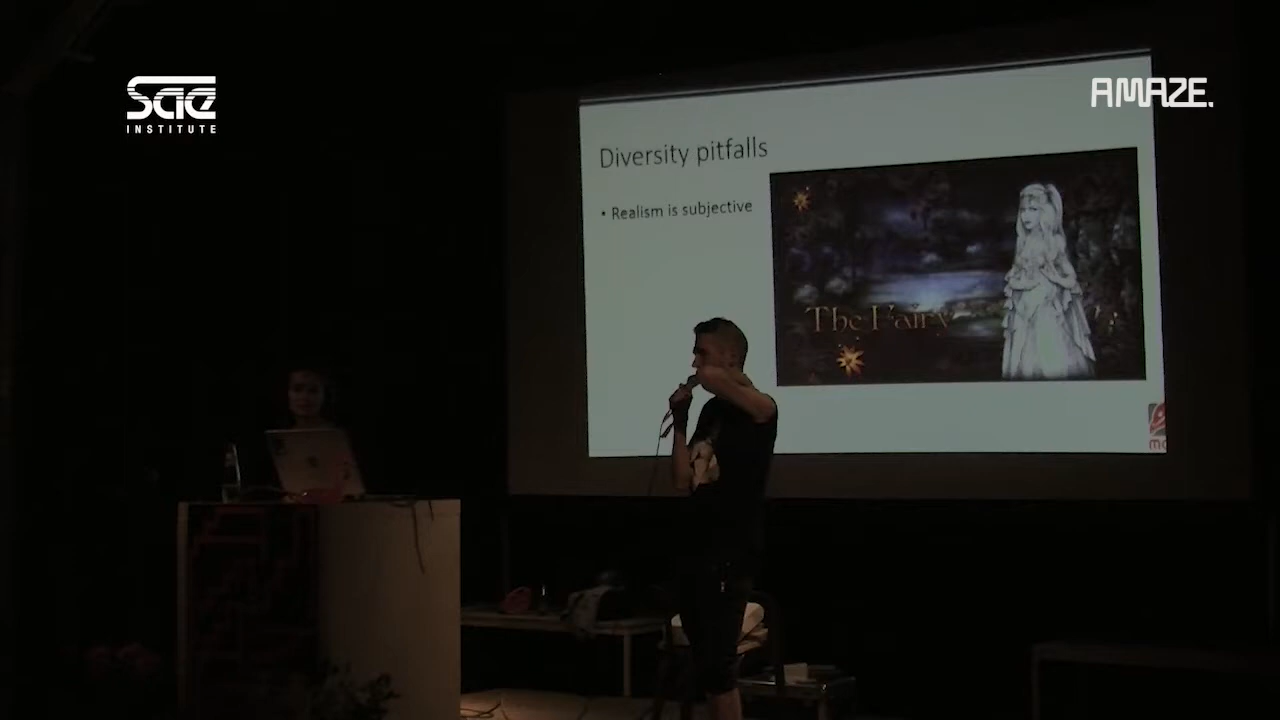 sae
INSTITUTE
AMAZE.
Diversity pitfalls
• Realism is subjective
The Fairy